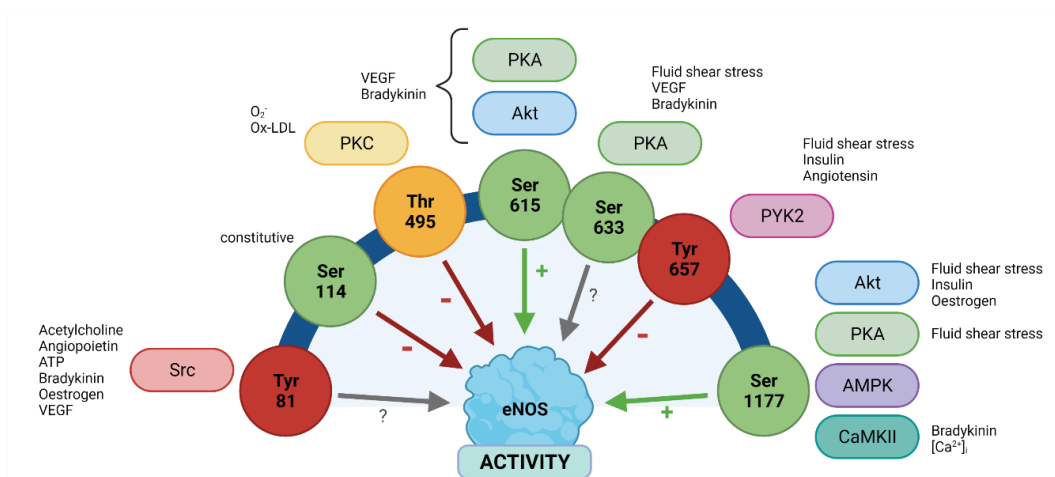 VEGF
Bradykinin
PKA
Akt
Fluid shear stress
VEGF
Bradykinin
PKA
O₂⁻
Ox-LDL
PKC
Fluid shear stress
Insulin
Angiotensin
PYK2
Thr
495
Ser
615
Ser
633
Tyr
657
constitutive
Ser
114
+
-
?
-
-
Akt
Fluid shear stress
Insulin
Oestrogen
PKA
Fluid shear stress
AMPK
CaMKII
Bradykinin
[Ca²⁺]ᵢ
Acetylcholine
Angiopoietin
ATP
Bradykinin
Oestrogen
VEGF
Src
Tyr
81
?
eNOS
+
Ser
1177
ACTIVITY